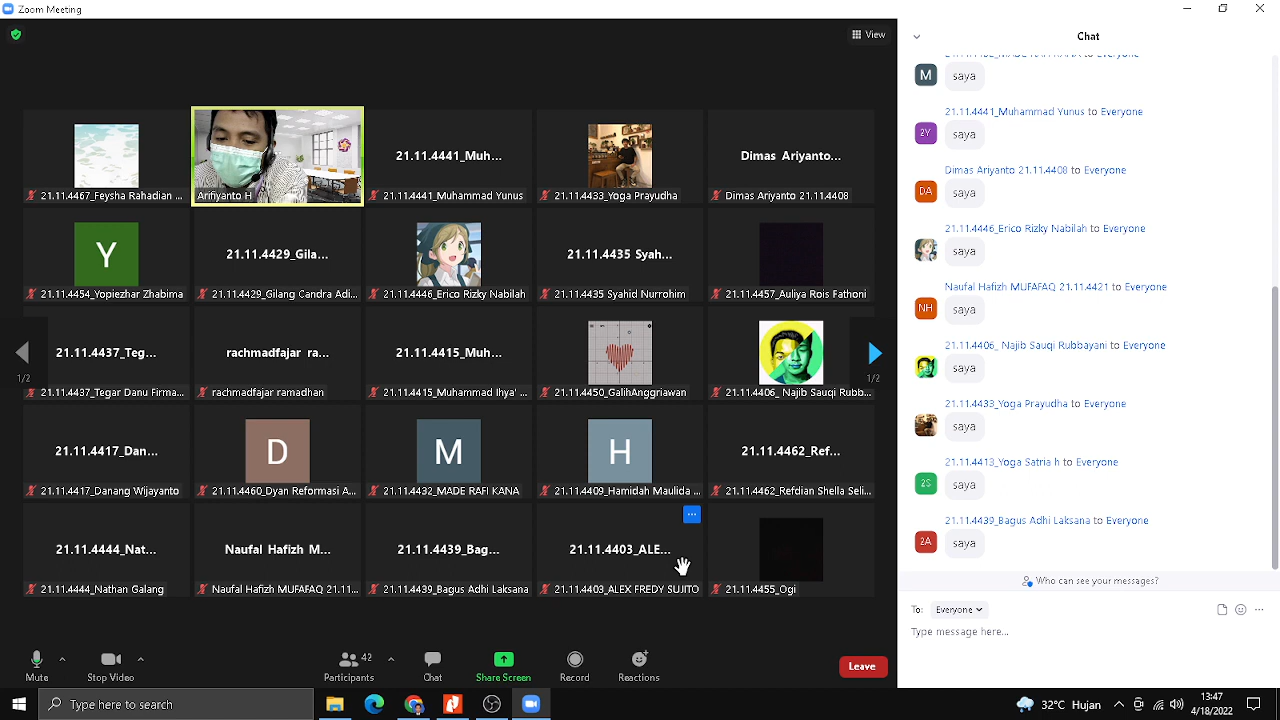 Zoom Meeting
View
21.11.4467_Feysha Rahadian ...
Arifiyanto H
21.11.4441_Muh...
21.11.4441_Muhammad Yunus
21.11.4433_Yoga Prayudha
Dimas Ariyanto...
Dimas Ariyanto 21.11.4408
Y
21.11.4454_Yopiezhar Zhabima
21.11.4429_Gila...
21.11.4429_Gilang Candra Adi...
21.11.4446_Erico Rizky Nabilah
21.11.4435 Syah...
21.11.4435 Syahid Nurrohim
21.11.4457_Auliya Rois Fathoni
1/2
21.11.4437_Teg...
21.11.4437_Tegar Danu Firma...
rachmadfajar ra...
rachmadfajar ramadhan
21.11.4415_Muh...
21.11.4415_Muhammad Ihya' ...
21.11.4450_GalihAnggriawan
21.11.4406_ Najib Sauqi Rubb...
1/2
21.11.4417_Dan...
21.11.4417_Danang Wijayanto
D
21.11.4460_Dyan Reformasi A...
M
21.11.4432_MADE RAFI KANA
H
21.11.4409_Hamidah Maulida ...
21.11.4462_Ref...
21.11.4462_Refdian Shella Seli...
21.11.4444_Nat...
21.11.4444_Nathan Galang
Naufal Hafizh M...
Naufal Hafizh MUFAFAQ 21.11...
21.11.4439_Bag...
21.11.4439_Bagus Adhi Laksana
21.11.4403_ALE...
21.11.4403_ALEX FREDY SUJITO
21.11.4455_Ogi
Mute
Stop Video
42
Participants
Chat
Share Screen
Record
Reactions
Leave
Chat
M
saya
21.11.4441_Muhammad Yunus to Everyone
2Y
saya
Dimas Ariyanto 21.11.4408 to Everyone
DA
saya
21.11.4446_Erico Rizky Nabilah to Everyone
saya
Naufal Hafizh MUFAFAQ 21.11.4421 to Everyone
NH
saya
21.11.4406_ Najib Sauqi Rubbayani to Everyone
saya
21.11.4433_Yoga Prayudha to Everyone
saya
21.11.4413_Yoga Satria h to Everyone
2S
saya
21.11.4439_Bagus Adhi Laksana to Everyone
2A
saya
Who can see your messages?
To: Everyone
Type message here...
Type here to search
32°C Hujan
13:47
4/18/2022